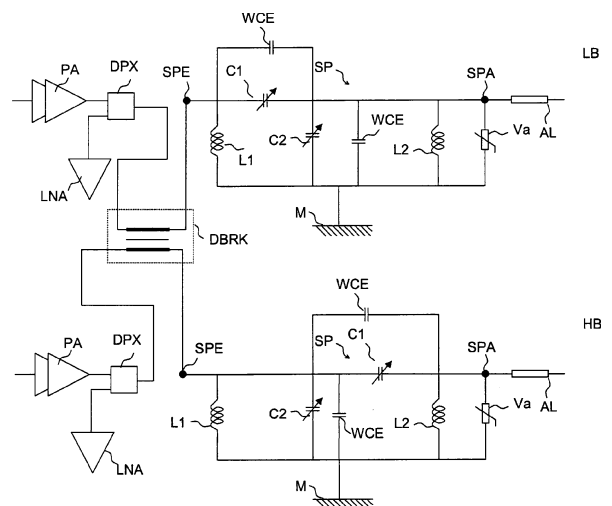 WCE
LB
PA
DPX
SPE
C1
SP
SPA
C2
WCE
Va
AL
L1
L2
LNA
M
DBRK
WCE
HB
PA
DPX
SPE
SP
C1
SPA
L1
C2
WCE
L2
Va
AL
LNA
M